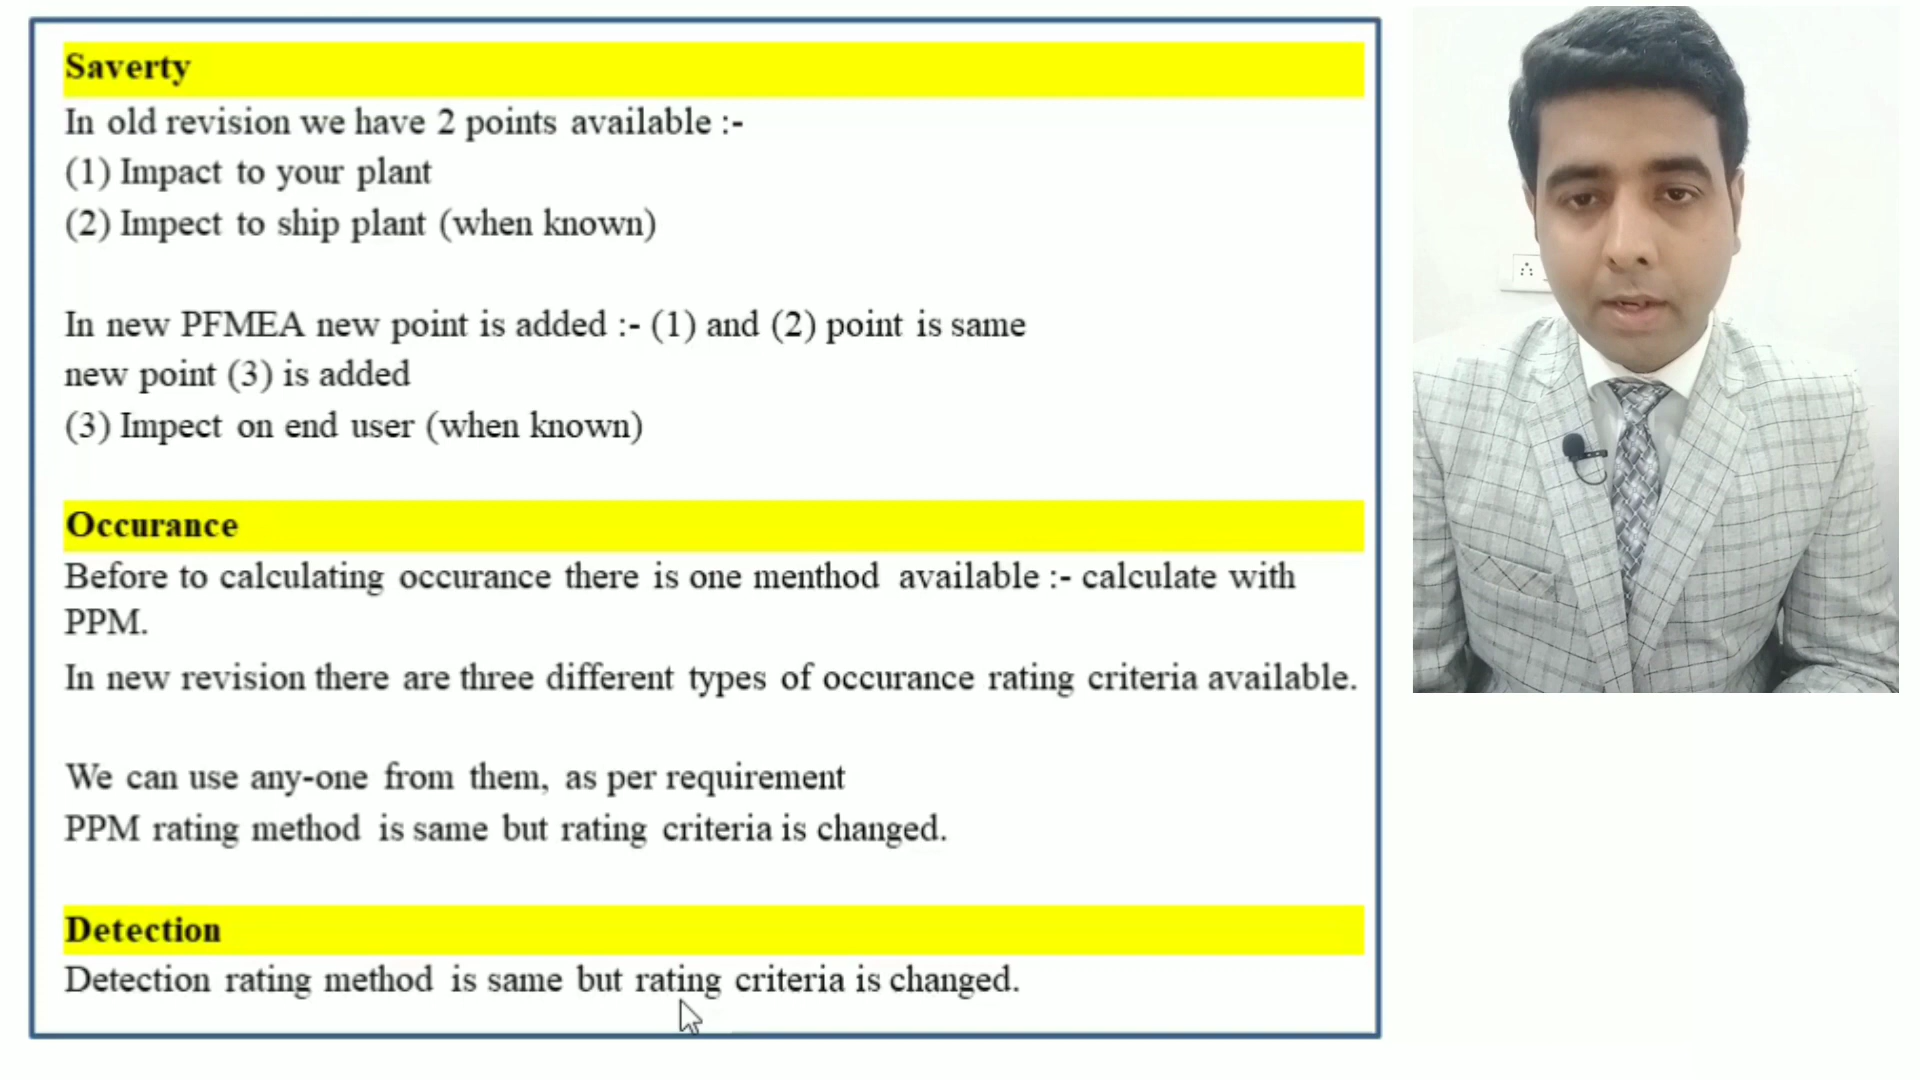 Saverty
In old revision we have 2 points available :-
(1) Impact to your plant
(2) Impect to ship plant (when known)
In new PFMEA new point is added :- (1) and (2) point is same
new point (3) is added
(3) Impect on end user (when known)
Occurance
Before to calculating occurance there is one menthod available :- calculate with
PPM.
In new revision there are three different types of occurance rating criteria available.
We can use any-one from them, as per requirement
PPM rating method is same but rating criteria is changed.
Detection
Detection rating method is same but rating criteria is changed.